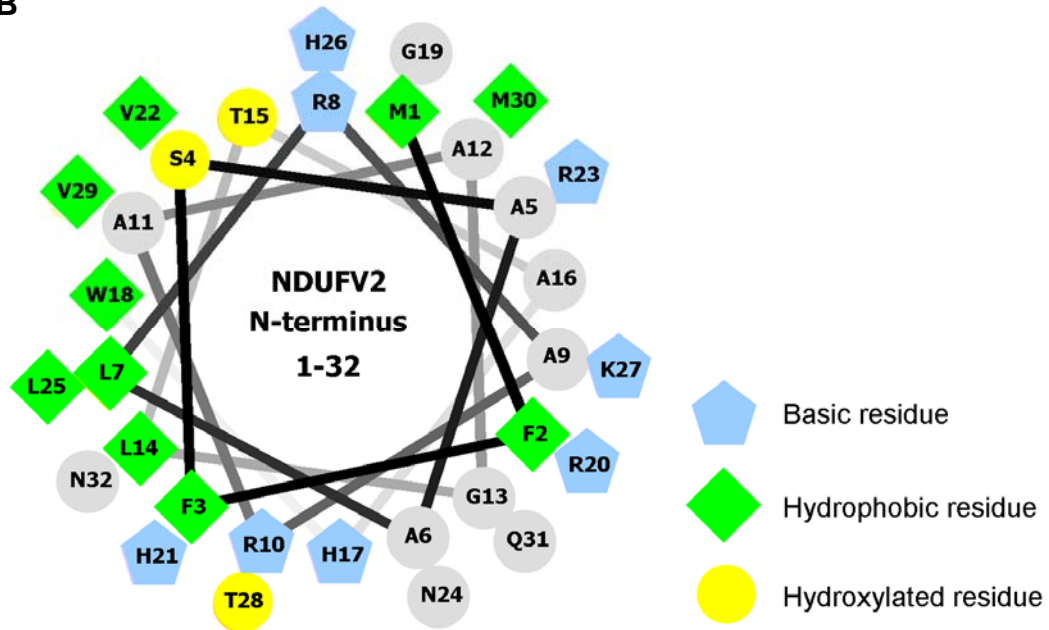 B
H26
G19
R8
M1
M30
V22
T15
A12
S4
R23
V29
A5
A11
A16
NDUFV2
N-terminus
1-32
W18
A9
K27
L7
L25
F2
L14
R20
N32
G13
F3
A6
Q31
H21
R10
H17
T28
N24
Basic residue
Hydrophobic residue
Hydroxylated residue